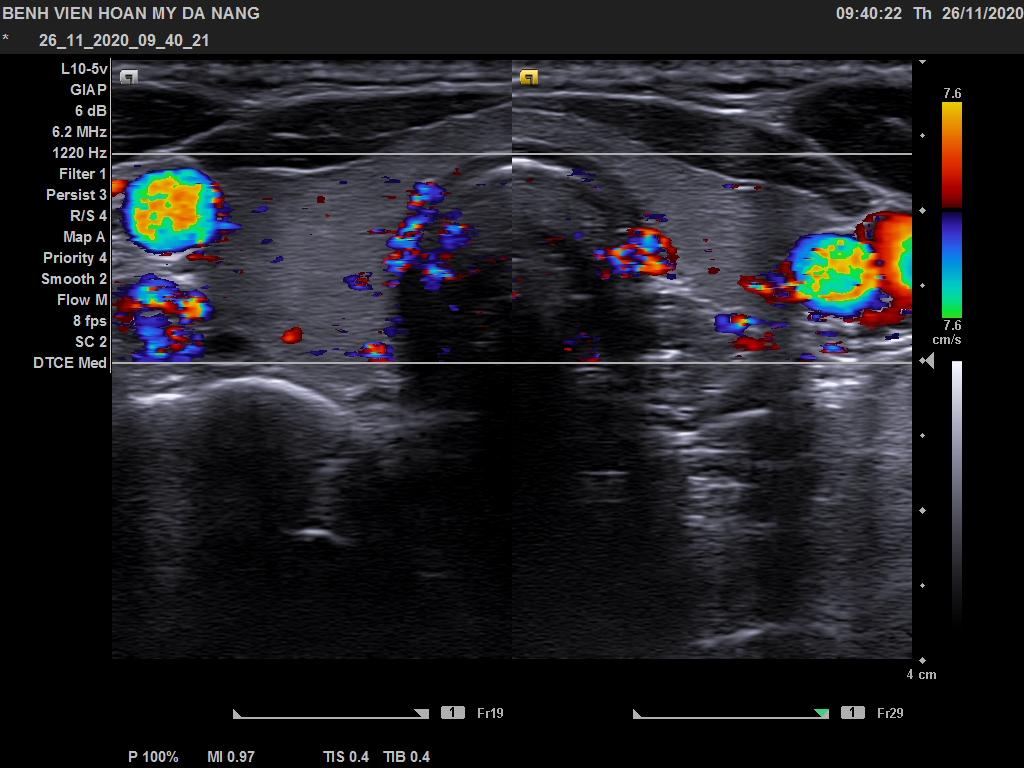 BENH VIEN HOAN MY DA NANG 09:40:22 Th 26/11/2020
* 26_11_2020_09_40_21
L10-5v
GIAP
6 dB
6.2 MHz
1220 Hz
Filter 1
Persist 3
R/S 4
Map A
Priority 4
Smooth 2
Flow M
8 fps
SC 2
DTCE Med
7.6
7.6
cm/s
4 cm
1 Fr19 1 Fr29
P 100% MI 0.97 TIS 0.4 TIB 0.4